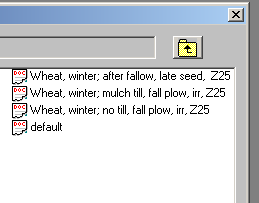 Wheat, winter; after fallow, late seed, Z25
Wheat, winter; mulch till, fall plow, irr, Z25
Wheat, winter; no till, fall plow, irr, Z25
default